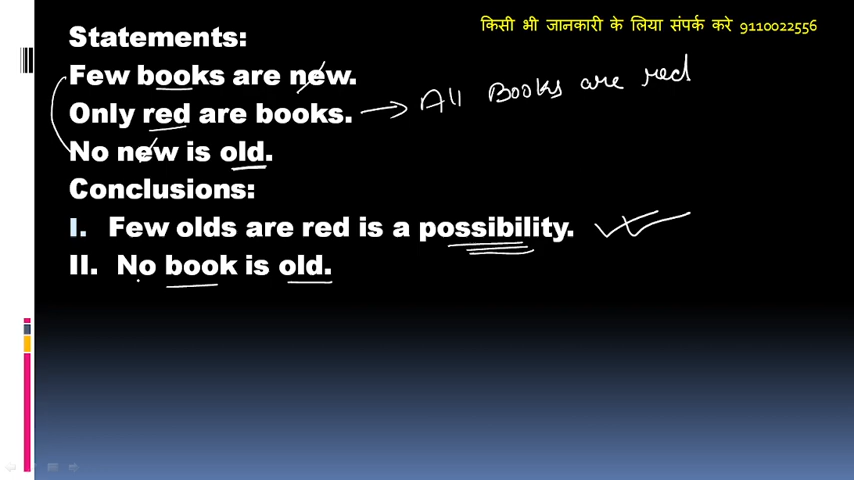 किसी भी जानकारी के लिया संपर्क करे 9110022556
Statements:
Few books are new.
Only red are books. All Books are red
No new is old.
Conclusions:
I. Few olds are red is a possibility.
II. No book is old.